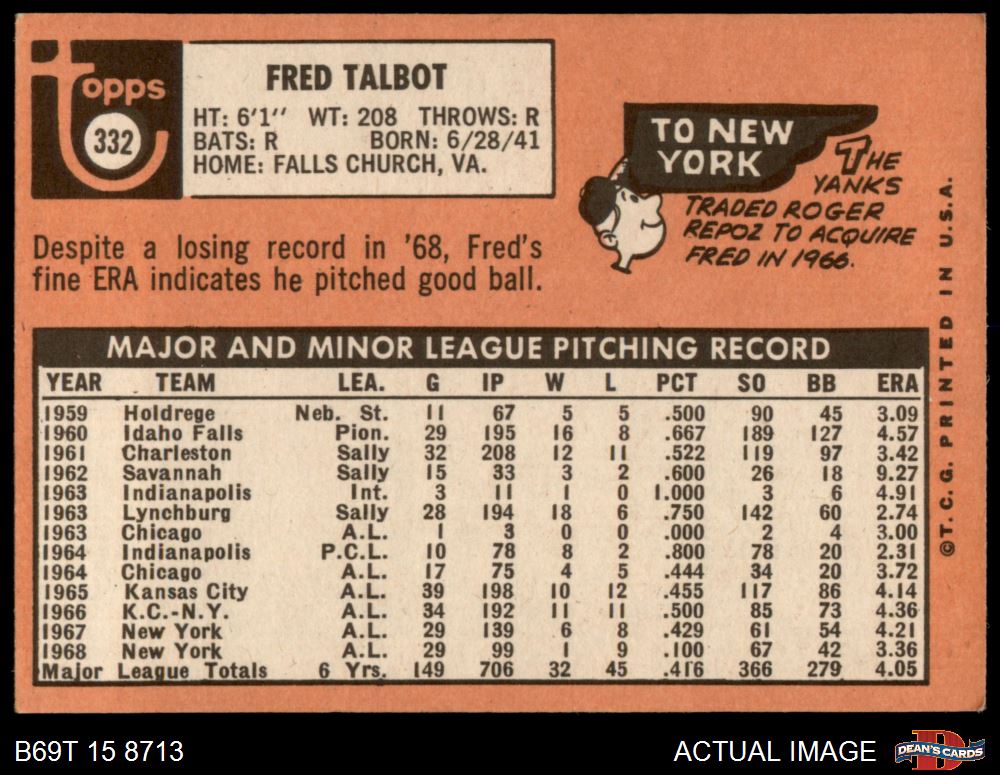 Topps
332
FRED TALBOT
HT: 6'1" WT: 208 THROWS: R
BATS: R BORN: 6/28/41
HOME: FALLS CHURCH, VA.
Despite a losing record in '68, Fred's
fine ERA indicates he pitched good ball.
TO NEW
YORK
THE
YANKS
TRADED ROGER
REPOZ TO ACQUIRE
FRED IN 1966.
MAJOR AND MINOR LEAGUE PITCHING RECORD
YEAR TEAM LEA. G IP W L PCT SO BB ERA
1959 Holdrege Neb. St. 11 67 5 5 .500 90 45 3.09
1960 Idaho Falls Pion. 29 195 16 8 .667 189 127 4.57
1961 Charleston Sally 32 208 12 11 .522 119 97 3.42
1962 Savannah Sally 15 33 3 2 .600 26 18 9.27
1963 Indianapolis Int. 3 11 1 0 1.000 3 6 4.91
1963 Lynchburg Sally 28 194 18 6 .750 142 60 2.74
1963 Chicago A.L. 1 3 0 0 .000 2 4 3.00
1964 Indianapolis P.C.L. 10 78 8 2 .800 78 20 2.31
1964 Chicago A.L. 17 75 4 5 .444 34 20 3.72
1965 Kansas City A.L. 39 198 10 12 .455 117 86 4.14
1966 K.C.-N.Y. A.L. 34 192 11 11 .500 85 73 4.36
1967 New York A.L. 29 139 6 8 .429 61 54 4.21
1968 New York A.L. 29 99 1 9 .100 67 42 3.36
Major League Totals 6 Yrs. 149 706 32 45 .416 366 279 4.05
©T. C. G. PRINTED IN U.S.A.
B69T 15 8713
ACTUAL IMAGE
DEAN'S CARDS